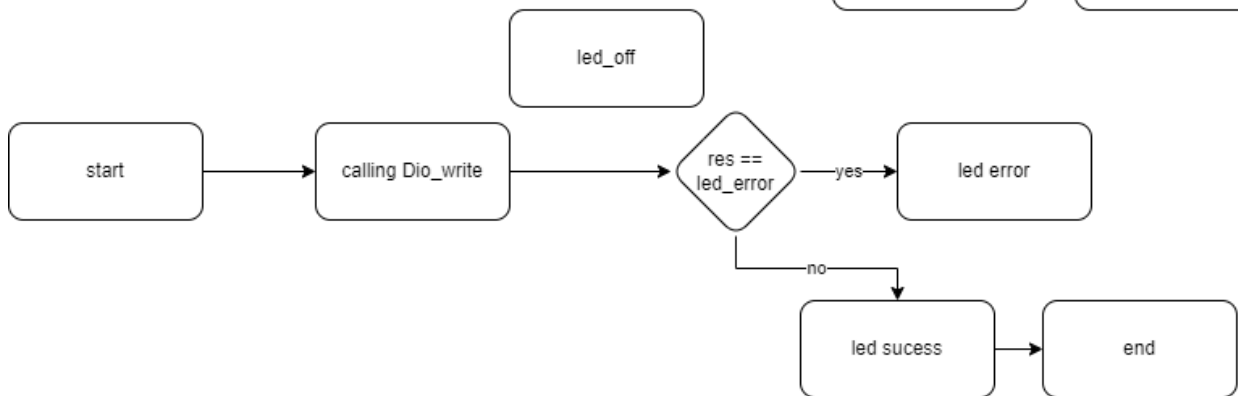 led_off
start
calling Dio_write
res ==
led_error
yes
led error
no
led sucess
end